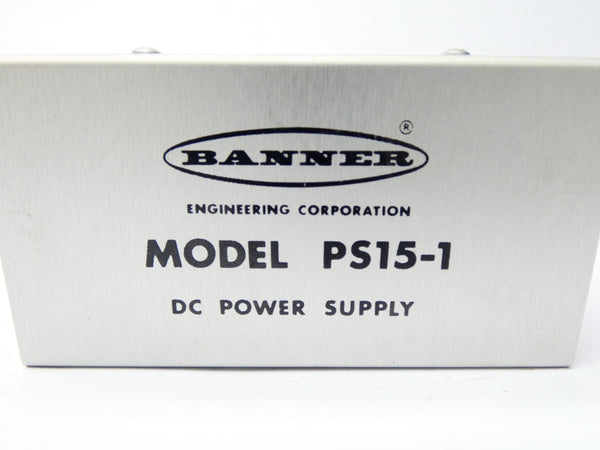 BANNER ®
ENGINEERING CORPORATION
MODEL PS15-1
DC POWER SUPPLY